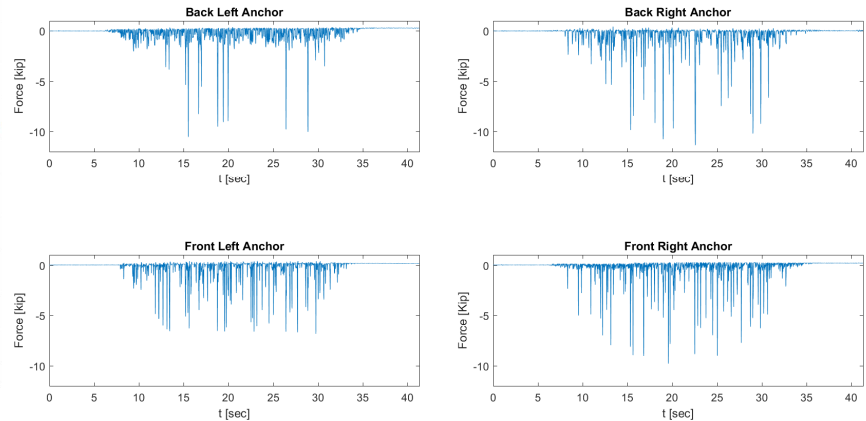 Back Left Anchor
Force [kip]
0
-5
-10
0 5 10 15 20 25 30 35 40
t [sec]
Back Right Anchor
Force [kip]
0
-5
-10
0 5 10 15 20 25 30 35 40
t [sec]
Front Left Anchor
Force [kip]
0
-5
-10
0 5 10 15 20 25 30 35 40
t [sec]
Front Right Anchor
Force [Kip]
0
-5
-10
0 5 10 15 20 25 30 35 40
t [sec]